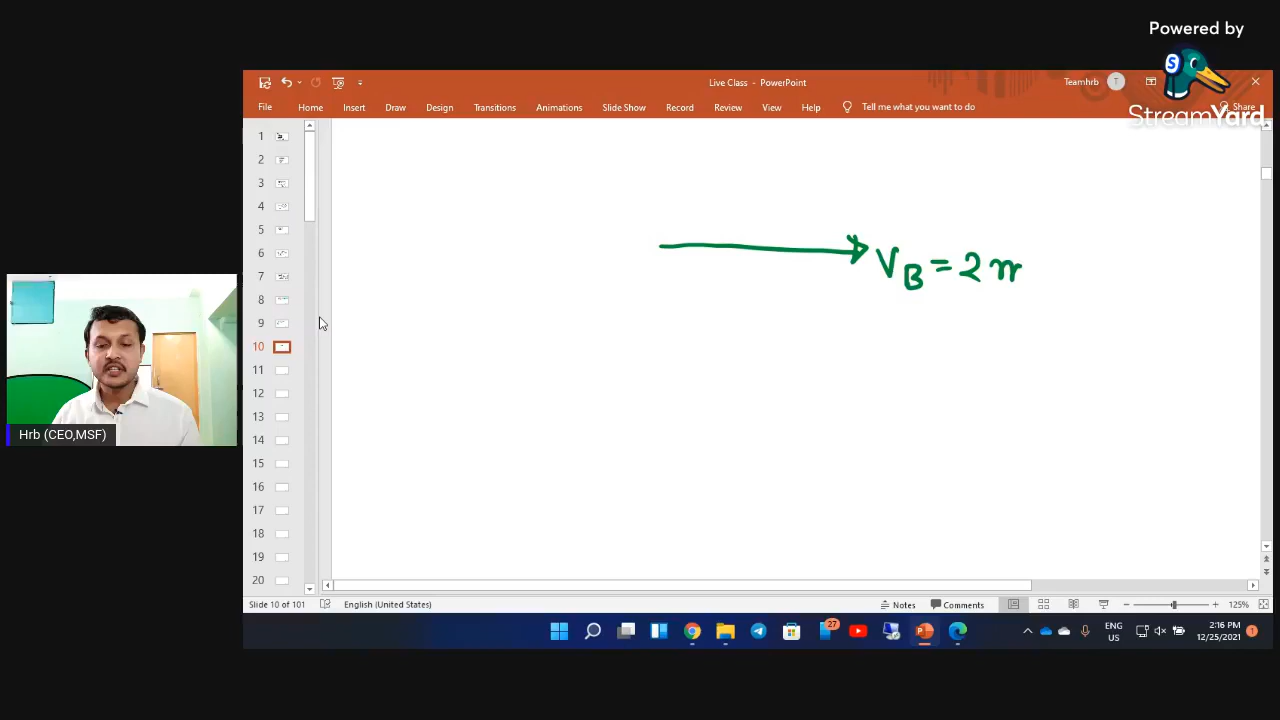 Powered by
StreamYard
Live Class - PowerPoint
Teamhrb
T
File
Home
Insert
Draw
Design
Transitions
Animations
Slide Show
Record
Review
View
Help
Tell me what you want to do
Share
1
2
3
4
5
6
7
8
9
10
11
12
13
14
15
16
17
18
19
20
V_B = 2 m
Hrb (CEO,MSF)
Slide 10 of 101
English (United States)
Notes
Comments
125%
27
ENG
US
2:16 PM
12/25/2021
1